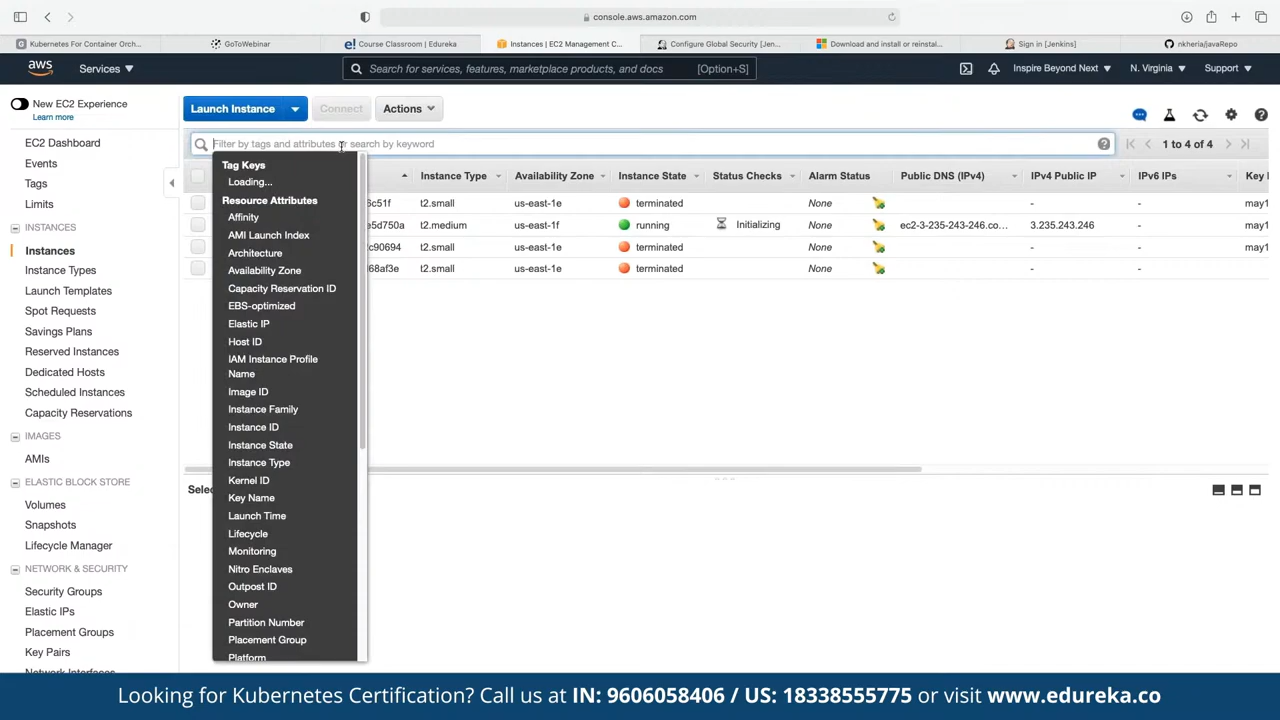 console.aws.amazon.com
Kubernetes For Container Orch...
GoToWebinar
e! Course Classroom | Edureka
Instances | EC2 Management C...
Configure Global Security [Jen...
Download and install or reinstal...
Sign in [Jenkins]
nkheria/javaRepo
aws
Services
Search for services, features, marketplace products, and docs
[Option+S]
Inspire Beyond Next
N. Virginia
Support
New EC2 Experience
Learn more
EC2 Dashboard
Events
Tags
Limits
INSTANCES
Instances
Instance Types
Launch Templates
Spot Requests
Savings Plans
Reserved Instances
Dedicated Hosts
Scheduled Instances
Capacity Reservations
IMAGES
AMIs
ELASTIC BLOCK STORE
Volumes
Snapshots
Lifecycle Manager
NETWORK & SECURITY
Security Groups
Elastic IPs
Placement Groups
Key Pairs
Network Interfaces
Launch Instance
Connect
Actions
Filter by tags and attributes or search by keyword
1 to 4 of 4
Tag Keys
Loading...
Resource Attributes
Affinity
AMI Launch Index
Architecture
Availability Zone
Capacity Reservation ID
EBS-optimized
Elastic IP
Host ID
IAM Instance Profile
Name
Image ID
Instance Family
Instance ID
Instance State
Instance Type
Kernel ID
Key Name
Launch Time
Lifecycle
Monitoring
Nitro Enclaves
Outpost ID
Owner
Partition Number
Placement Group
Platform
Instance Type Availability Zone Instance State Status Checks Alarm Status Public DNS (IPv4) IPv4 Public IP IPv6 IPs Key
6c51f t2.small us-east-1e terminated None - - may1
e5d750a t2.medium us-east-1f running Initializing None ec2-3-235-243-246.co... 3.235.243.246 - may1
2c90694 t2.small us-east-1e terminated None - - may1
68af3e t2.small us-east-1e terminated None - - may1
Selec
Looking for Kubernetes Certification? Call us at IN: 9606058406 / US: 18338555775 or visit www.edureka.co